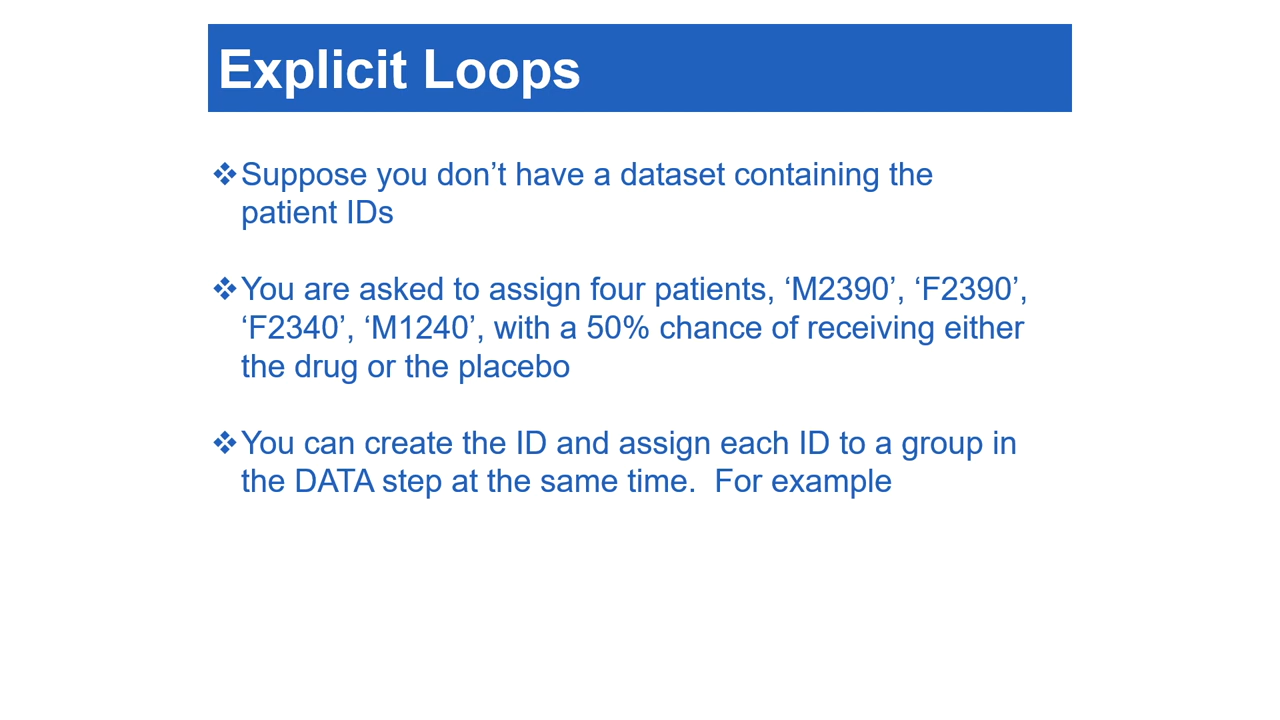 Explicit Loops
❖Suppose you don’t have a dataset containing the
patient IDs
❖You are asked to assign four patients, ‘M2390’, ‘F2390’,
‘F2340’, ‘M1240’, with a 50% chance of receiving either
the drug or the placebo
❖You can create the ID and assign each ID to a group in
the DATA step at the same time.  For example